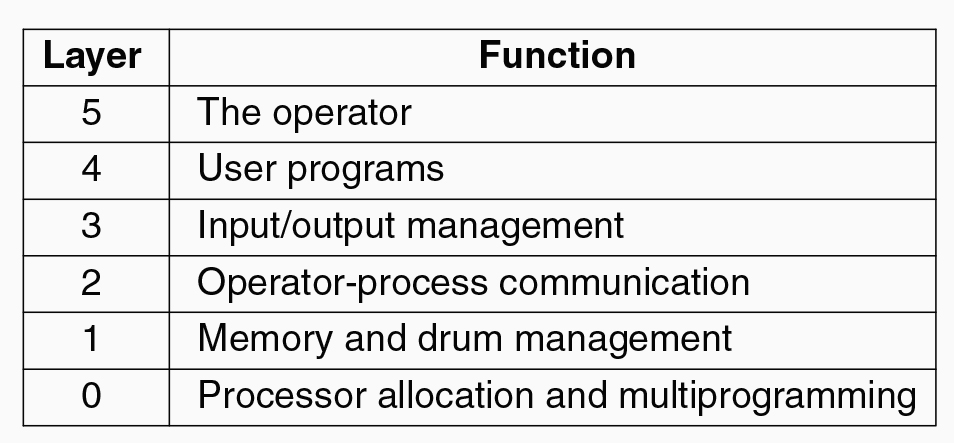 Layer Function
5 The operator
4 User programs
3 Input/output management
2 Operator-process communication
1 Memory and drum management
0 Processor allocation and multiprogramming